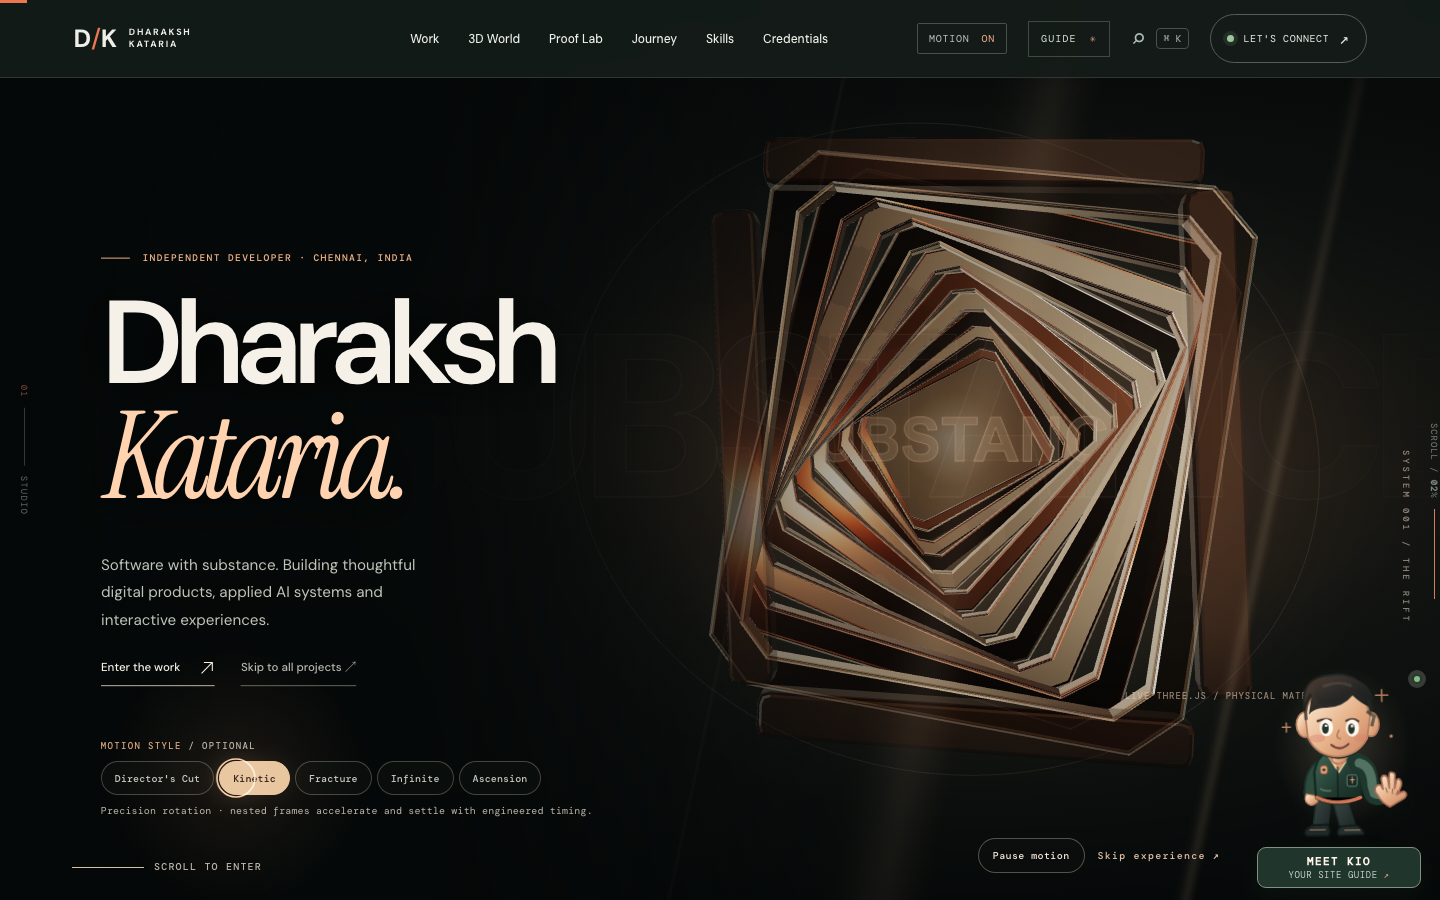 D/K
DHARAKSH
KATARIA
Work
3D World
Proof Lab
Journey
Skills
Credentials
MOTION ON
GUIDE ✳
⌘ K
LET'S CONNECT ↗
INDEPENDENT DEVELOPER · CHENNAI, INDIA
Dharaksh
Kataria.
Software with substance. Building thoughtful
digital products, applied AI systems and
interactive experiences.
Enter the work
Skip to all projects ↗
MOTION STYLE / OPTIONAL
Director's Cut
Kinetic
Fracture
Infinite
Ascension
Precision rotation · nested frames accelerate and settle with engineered timing.
SCROLL TO ENTER
01
STUDIO
UBSTANC
SCROLL / 02%
SYSTEM 001 / THE RIFT
LIVE THREE.JS / PHYSICAL
Pause motion
Skip experience ↗
MEET KIO
YOUR SITE GUIDE ↗